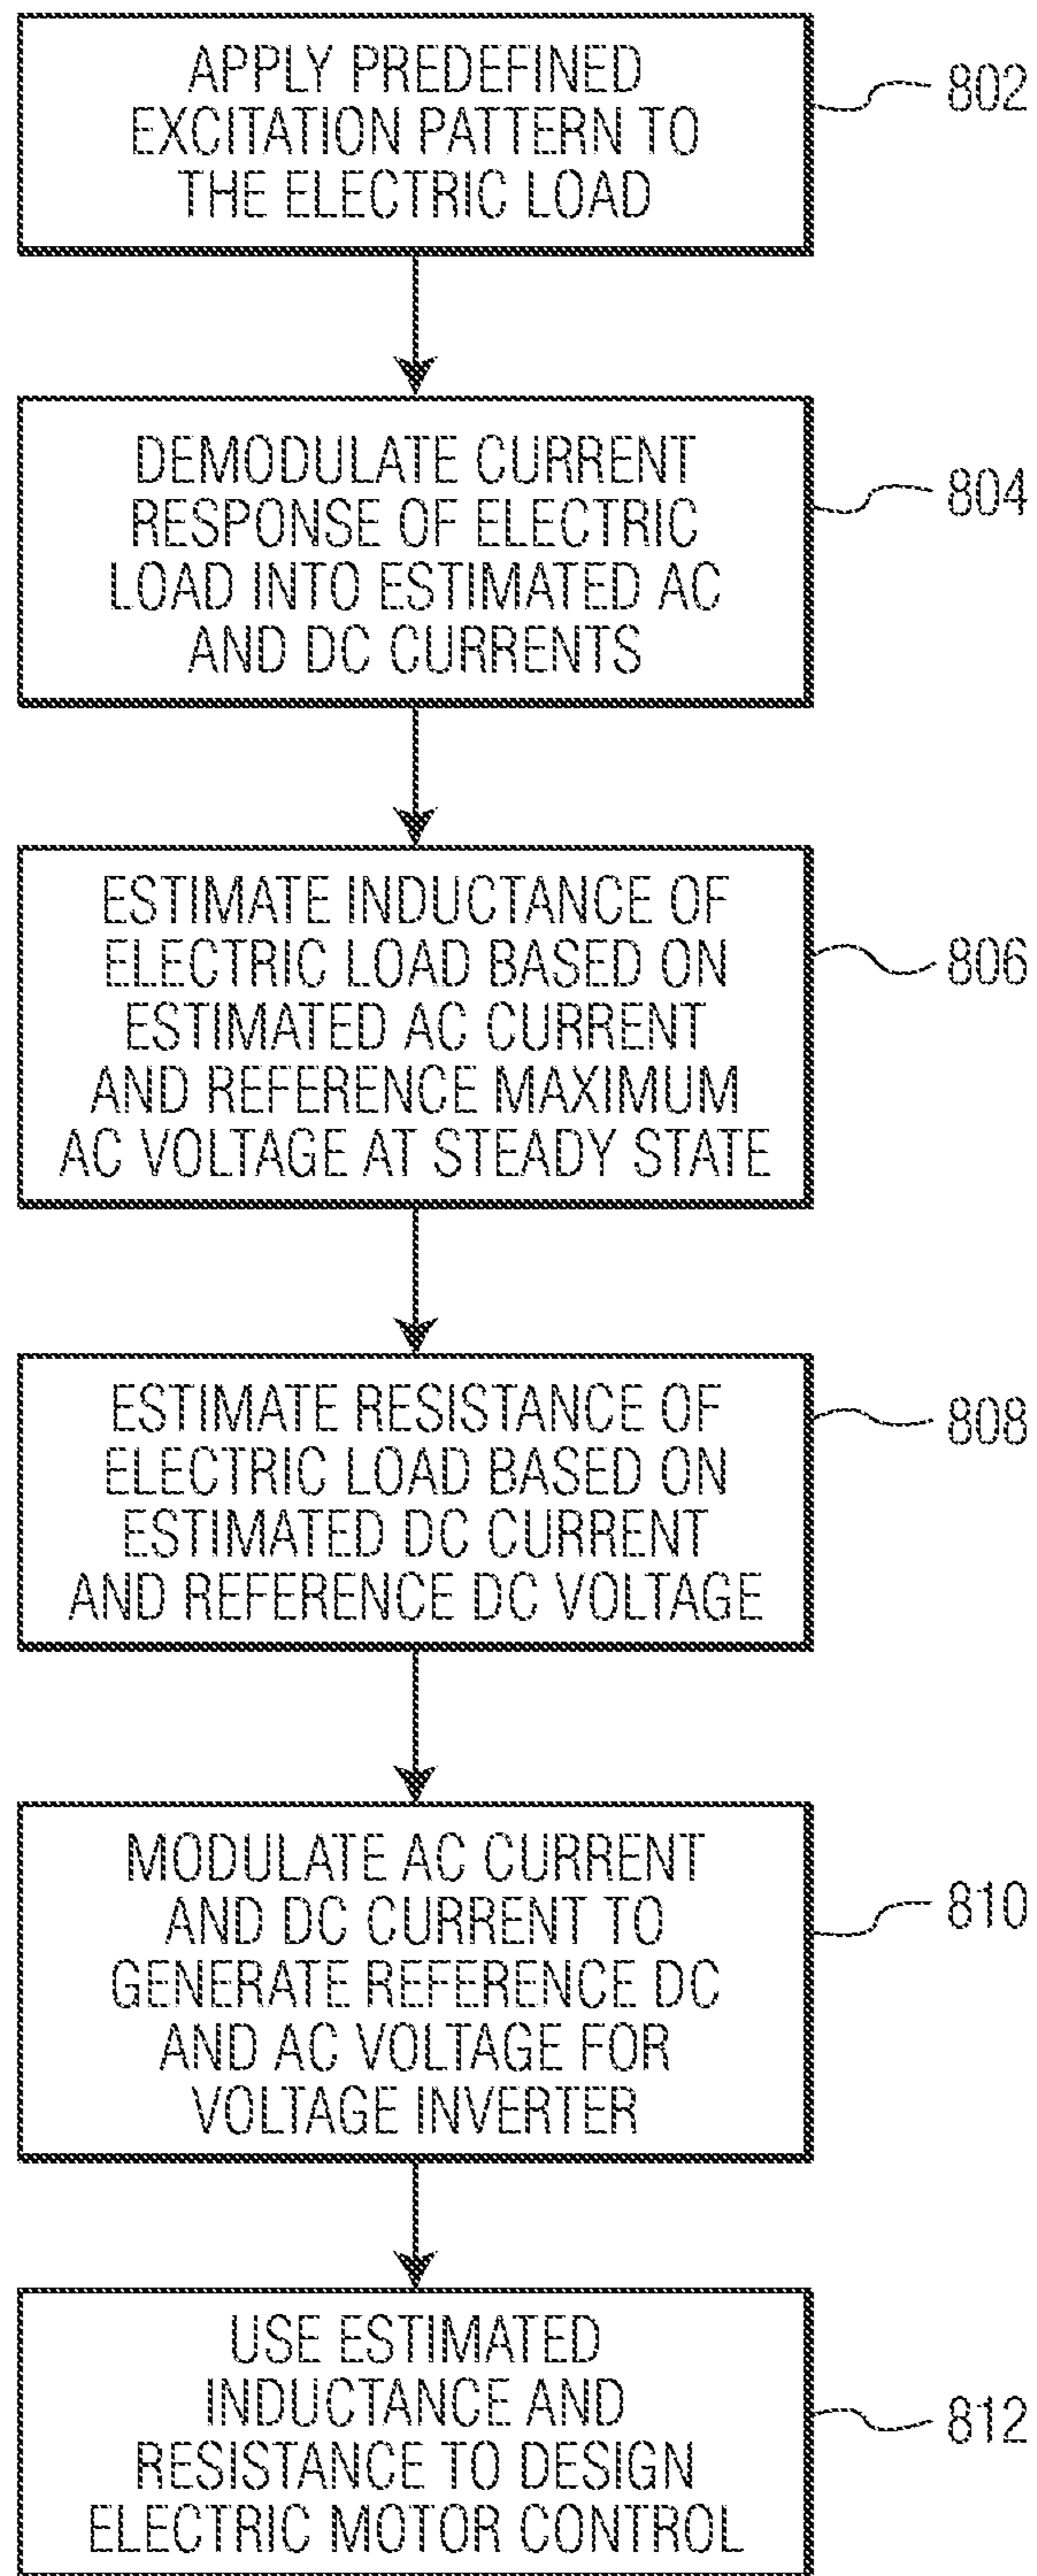 APPLY PREDEFINED
EXCITATION PATTERN TO
THE ELECTRIC LOAD
802
DEMODULATE CURRENT
RESPONSE OF ELECTRIC
LOAD INTO ESTIMATED AC
AND DC CURRENTS
804
ESTIMATE INDUCTANCE OF
ELECTRIC LOAD BASED ON
ESTIMATED AC CURRENT
AND REFERENCE MAXIMUM
AC VOLTAGE AT STEADY STATE
806
ESTIMATE RESISTANCE OF
ELECTRIC LOAD BASED ON
ESTIMATED DC CURRENT
AND REFERENCE DC VOLTAGE
808
MODULATE AC CURRENT
AND DC CURRENT TO
GENERATE REFERENCE DC
AND AC VOLTAGE FOR
VOLTAGE INVERTER
810
USE ESTIMATED
INDUCTANCE AND
RESISTANCE TO DESIGN
ELECTRIC MOTOR CONTROL
812